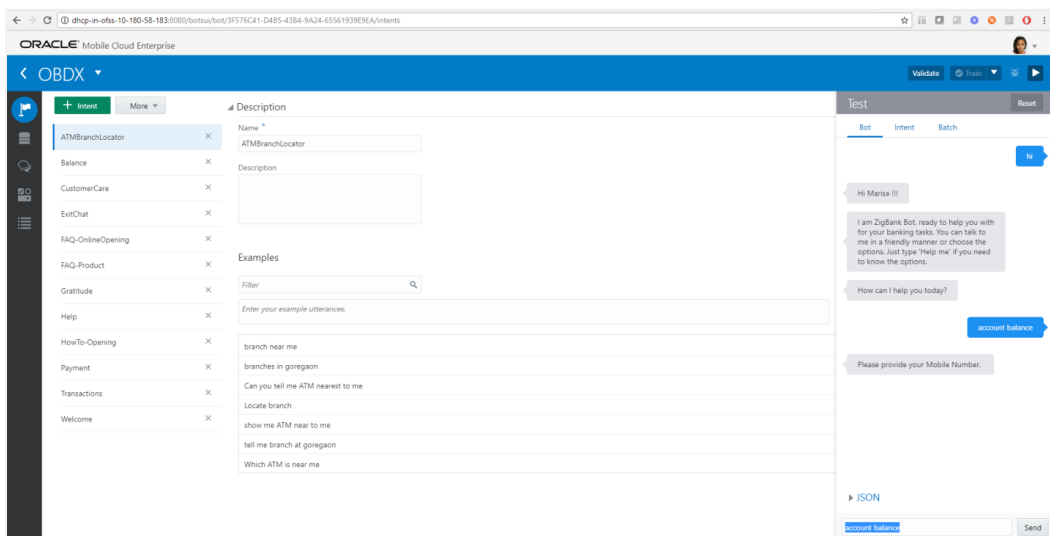 dhcp-in-ofss-10-180-58-183:8080/botsui/bot/3F576C41-D4B5-4384-9A24-65561939E9EA/intents
ORACLE® Mobile Cloud Enterprise
OBDX
Validate
Train
+ Intent
More
Description
Test
Reset
ATMBranchLocator
Balance
CustomerCare
ExitChat
FAQ-OnlineOpening
FAQ-Product
Gratitude
Help
HowTo-Opening
Payment
Transactions
Welcome
Name *
ATMBranchLocator
Description
Examples
Filter
Enter your example utterances.
branch near me
branches in goregaon
Can you tell me ATM nearest to me
Locate branch
show me ATM near to me
tell me branch at goregaon
Which ATM is near me
Bot Intent Batch
hi
Hi Marisa !!!
I am ZigBank Bot, ready to help you with
for your banking tasks. You can talk to
me in a friendly manner or choose the
options. Just type 'Help me' if you need
to know the options.
How can I help you today?
account balance
Please provide your Mobile Number.
JSON
account balance
Send